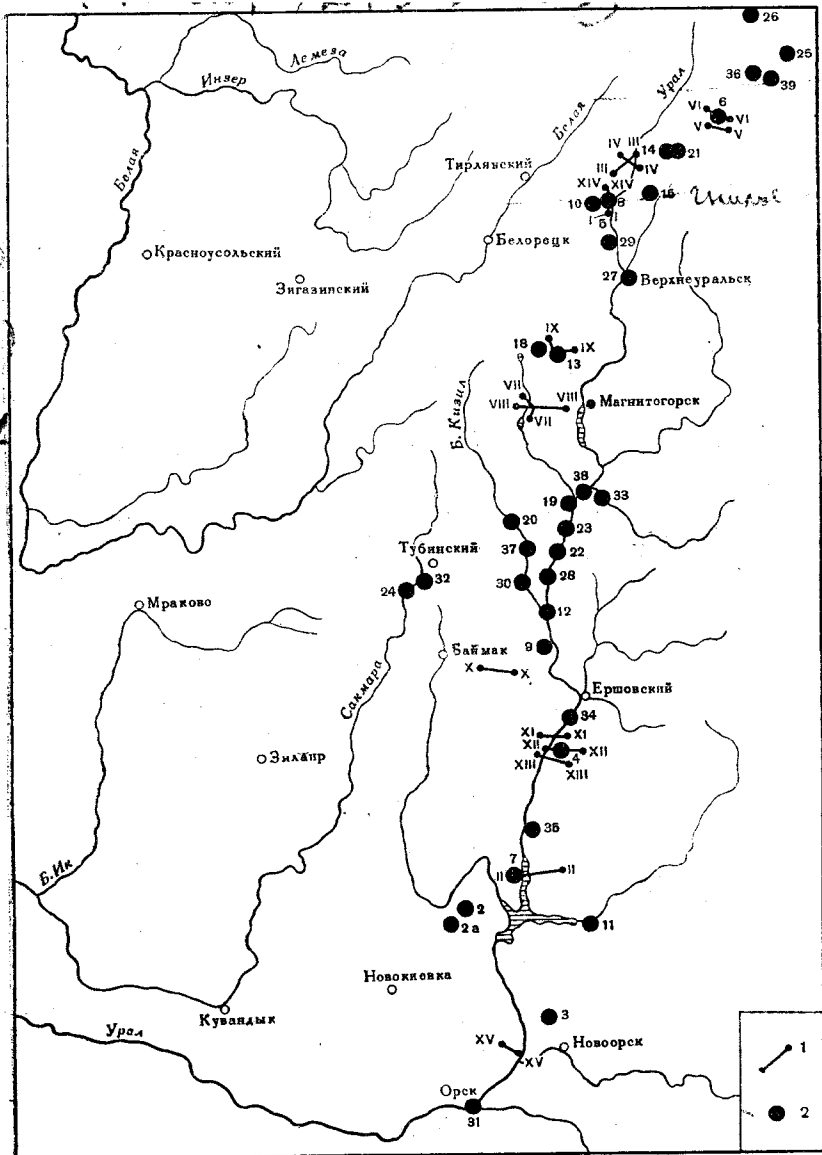 26
Лемеза
25
Инзер
36
39
Урал
VI
6
VI
V
V
Белая
Белая
IV
III
14
21
III
IV
Тирлянский
XIV
XIV
10
8
I
5
I
Красноусольский
Белорецк
29
Зигазинский
27
Верхнеуральск
18
IX
IX
13
VII
VIII
VIII
VII
Магнитогорск
Б. Кизил
38
19
33
20
23
37
22
Тубинский
24
32
30
28
Мраково
12
Баймак
9
X
X
Ершовский
Сакмара
34
XI
XI
Зилаир
XII
4
XII
XIII
XIII
35
Б. Ик
7
II
II
2
2а
11
Новокиевка
3
Кувандык
Урал
XV
XV
Новоорск
Орск
31
1
2